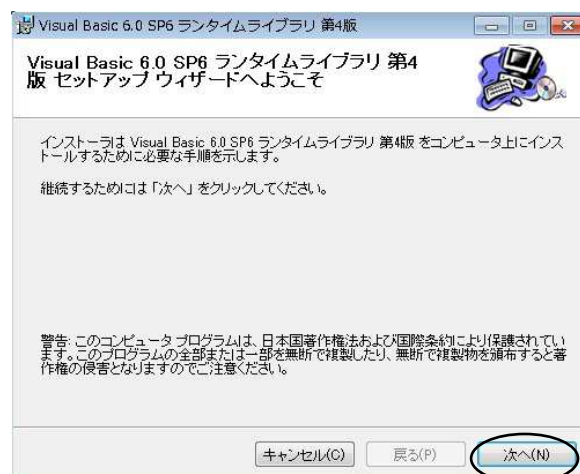 Visual Basic 6.0 SP6 ランタイムライブラリ 第4版
Visual Basic 6.0 SP6 ランタイムライブラリ 第4
版 セットアップ ウィザードへようこそ
インストーラは Visual Basic 6.0 SP6 ランタイムライブラリ 第4版 をコンピュータ上にインス
トールするために必要な手順を示します。
継続するためには「次へ」をクリックしてください。
警告: このコンピュータ プログラムは、日本国著作権法および国際条約により保護されてい
ます。このプログラムの全部または一部を無断で複製したり、無断で複製物を頒布すると著
作権の侵害となりますのでご注意ください。
キャンセル(C) 戻る(P) 次へ(N)